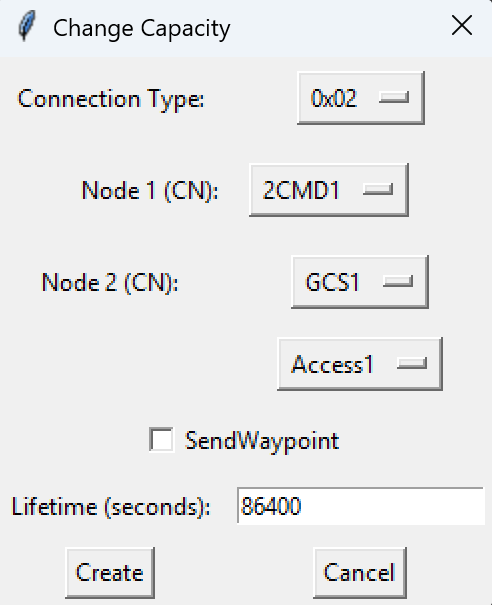 Change Capacity
Connection Type: 0x02
Node 1 (CN): 2CMD1
Node 2 (CN): GCS1
Access1
SendWaypoint
Lifetime (seconds): 86400
Create Cancel